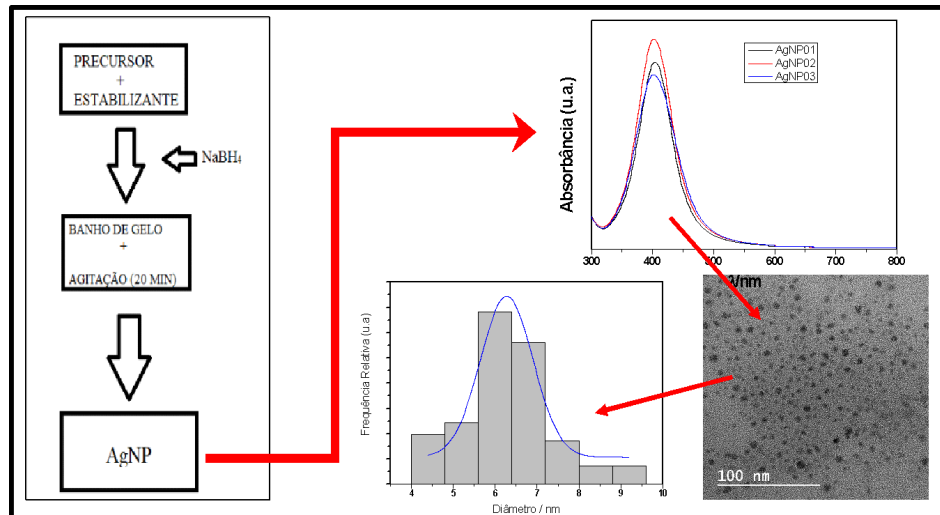 PRECURSOR
+
ESTABILIZANTE
NaBH₄
BANHO DE GELO
+
AGITAÇÃO (20 MIN)
AgNP
AgNP01
AgNP02
AgNP03
Absorbância (u.a.)
300 400 500 600 700 800
Frequência Relativa (u.a)
4 5 6 7 8 9 10
Diâmetro / nm
100 nm